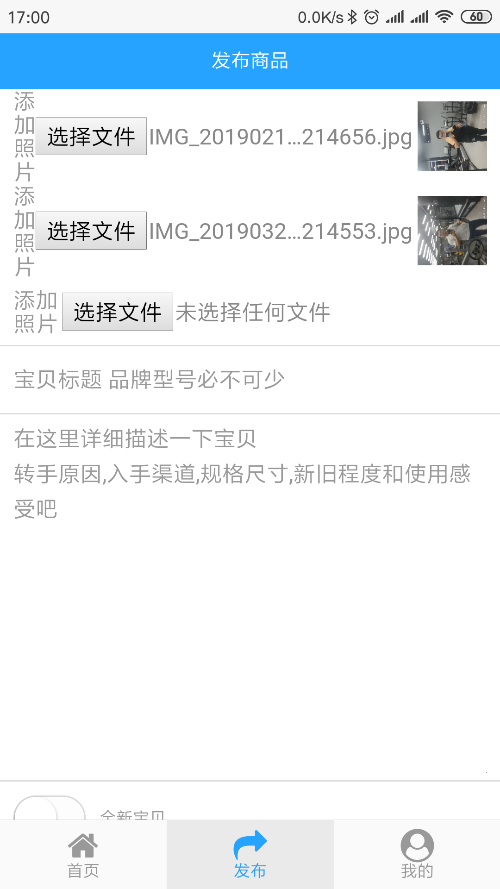 17:00 0.0K/s 60
发布商品
添加照片 选择文件 IMG_2019021...214656.jpg
添加照片 选择文件 IMG_2019032...214553.jpg
添加照片 选择文件 未选择任何文件
宝贝标题 品牌型号必不可少
在这里详细描述一下宝贝
转手原因,入手渠道,规格尺寸,新旧程度和使用感
受吧
全新宝贝
首页 发布 我的